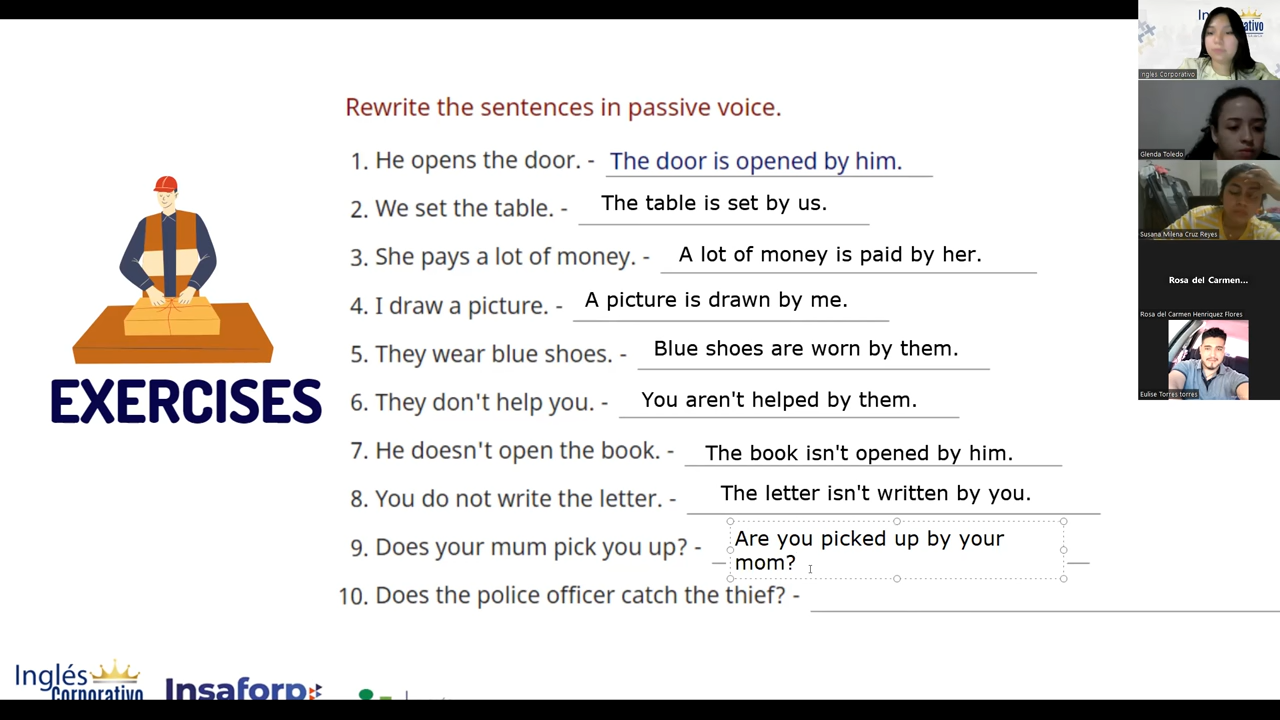 Rewrite the sentences in passive voice.
1. He opens the door. - The door is opened by him.
2. We set the table. - The table is set by us.
3. She pays a lot of money. - A lot of money is paid by her.
4. I draw a picture. - A picture is drawn by me.
5. They wear blue shoes. - Blue shoes are worn by them.
6. They don't help you. - You aren't helped by them.
7. He doesn't open the book. - The book isn't opened by him.
8. You do not write the letter. - The letter isn't written by you.
9. Does your mum pick you up? - Are you picked up by your
mom?
10. Does the police officer catch the thief? -
EXERCISES
Inglés
Corporativo
Insaforp
Inglés Corporativo
Glenda Toledo
Susana Milena Cruz Reyes
Rosa del Carmen...
Rosa del Carmen Henriquez Flores
Eulise Torres torres